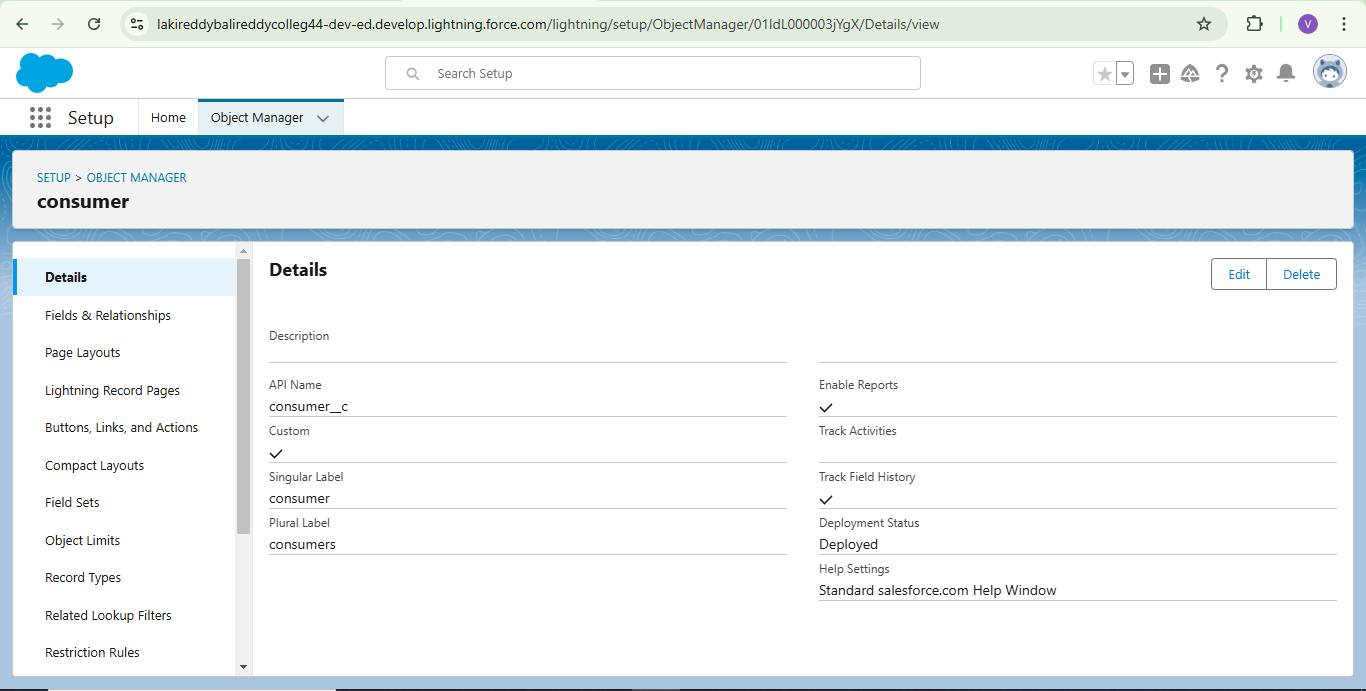 lakireddybalireddycolleg44-dev-ed.develop.lightning.force.com/lightning/setup/ObjectManager/01IdL000003jYgX/Details/view
V
Search Setup
Setup
Home
Object Manager
SETUP > OBJECT MANAGER
consumer
Details
Fields & Relationships
Page Layouts
Lightning Record Pages
Buttons, Links, and Actions
Compact Layouts
Field Sets
Object Limits
Record Types
Related Lookup Filters
Restriction Rules
Details
Edit
Delete
Description
API Name
consumer__c
Custom
Singular Label
consumer
Plural Label
consumers
Enable Reports
Track Activities
Track Field History
Deployment Status
Deployed
Help Settings
Standard salesforce.com Help Window